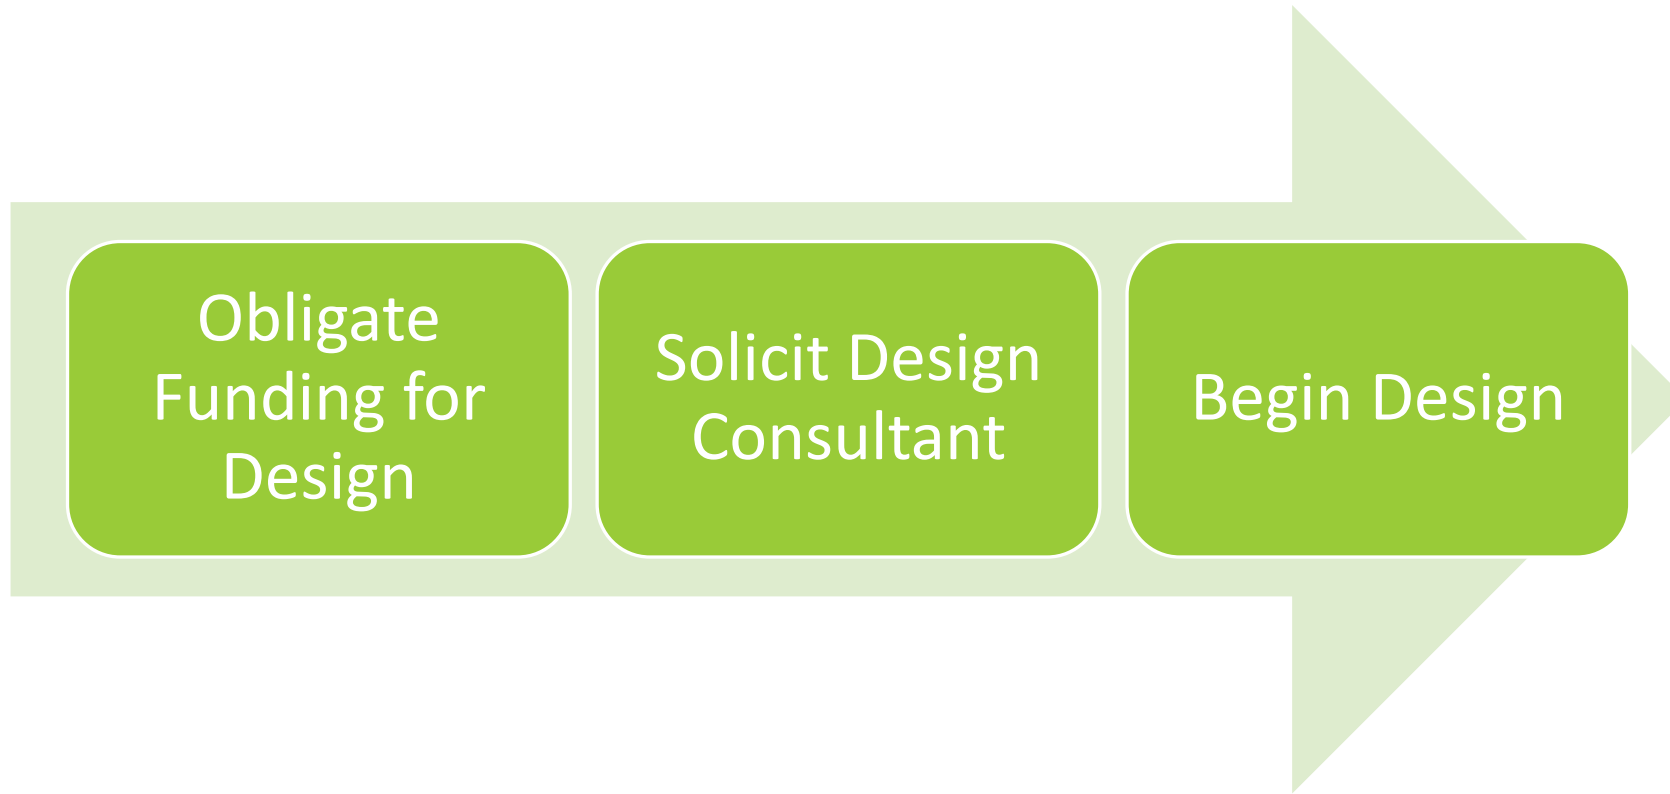 Obligate
Funding for
Design
Solicit Design
Consultant
Begin Design